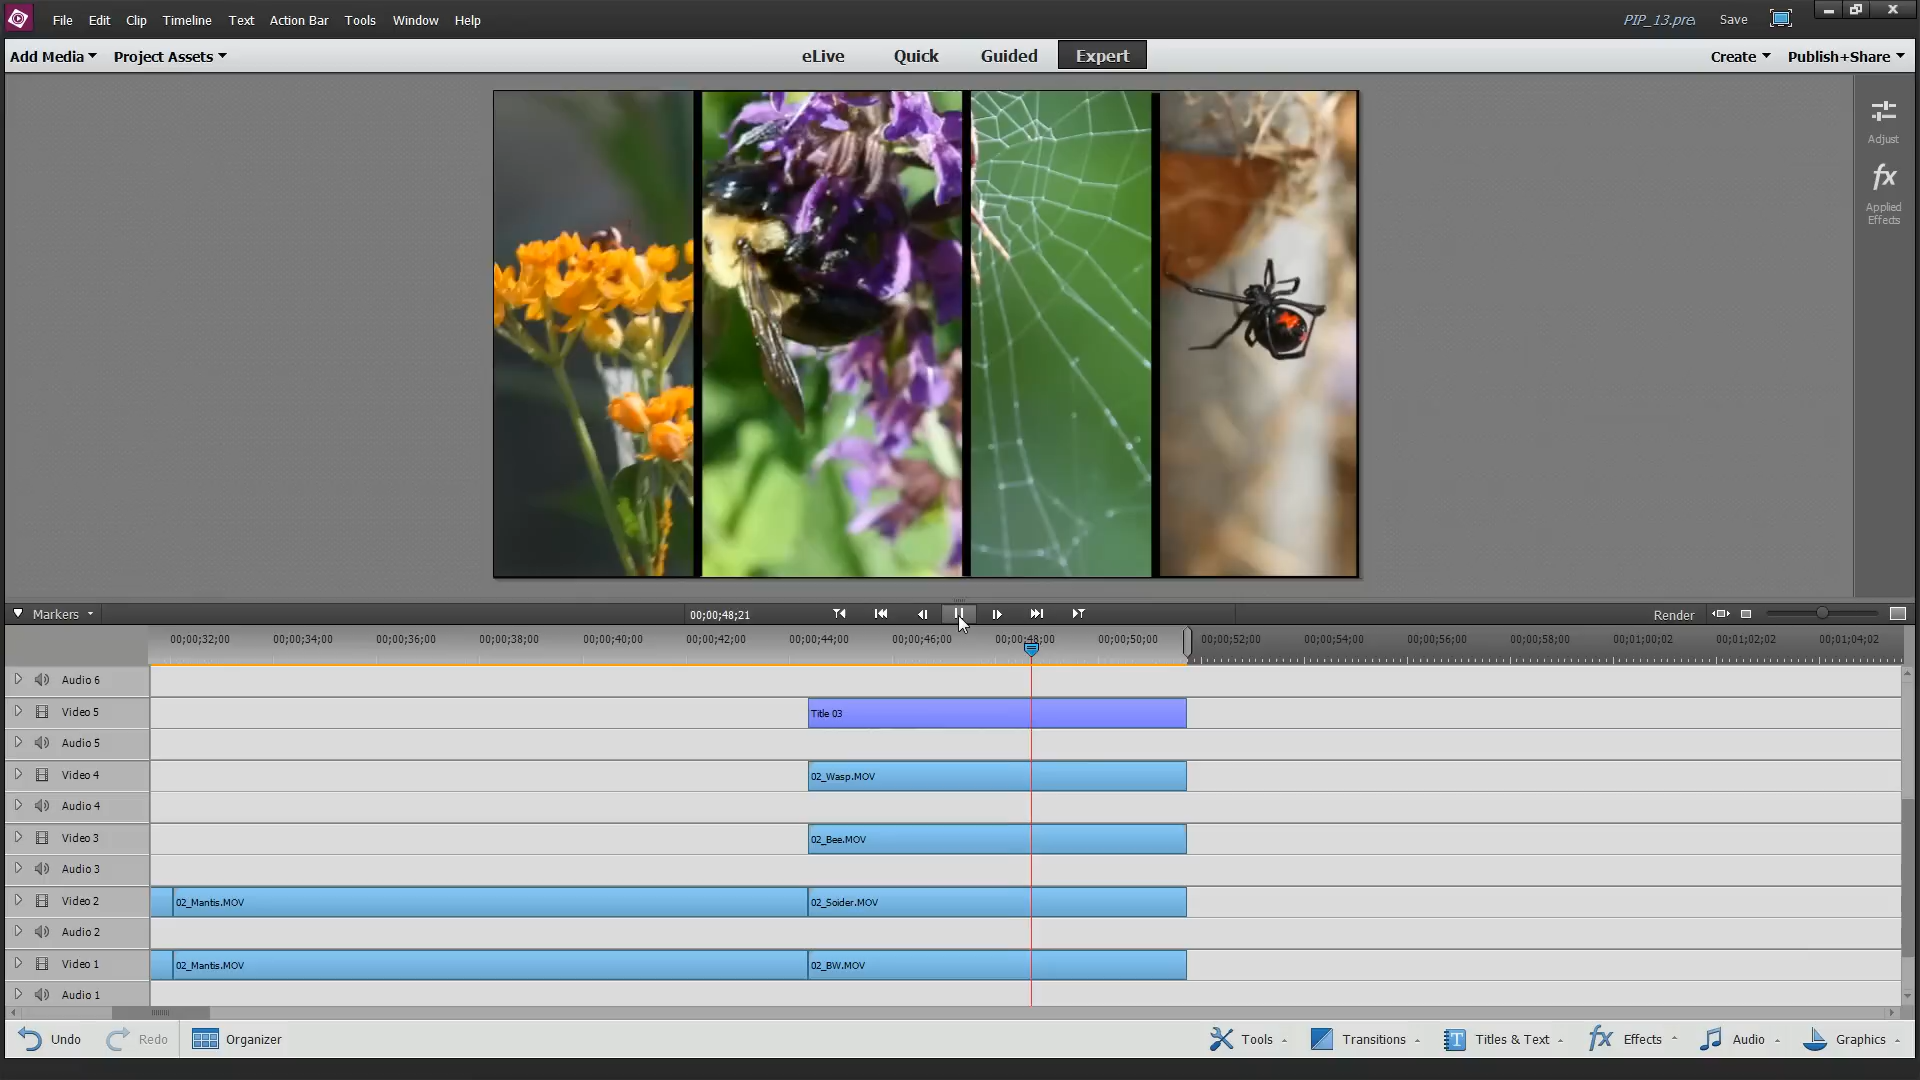 File Edit Clip Timeline Text Action Bar Tools Window Help PIP_13.prel Save
Add Media Project Assets eLive Quick Guided Expert Create Publish+Share
Adjust
fx
Applied
Effects
Markers 00;00;48;21 Render
00;00;32;00 00;00;34;00 00;00;36;00 00;00;38;00 00;00;40;00 00;00;42;00 00;00;44;00 00;00;46;00 00;00;48;00 00;00;50;00 00;00;52;00 00;00;54;00 00;00;56;00 00;00;58;00 00;01;00;02 00;01;02;02 00;01;04;02
Audio 6
Video 5 Title 03
Audio 5
Video 4 02_Wasp.MOV
Audio 4
Video 3 02_Bee.MOV
Audio 3
Video 2 02_Mantis.MOV 02_Soider.MOV
Audio 2
Video 1 02_Mantis.MOV 02_BW.MOV
Audio 1
Undo Redo Organizer Tools Transitions T Titles & Text fx Effects Audio Graphics